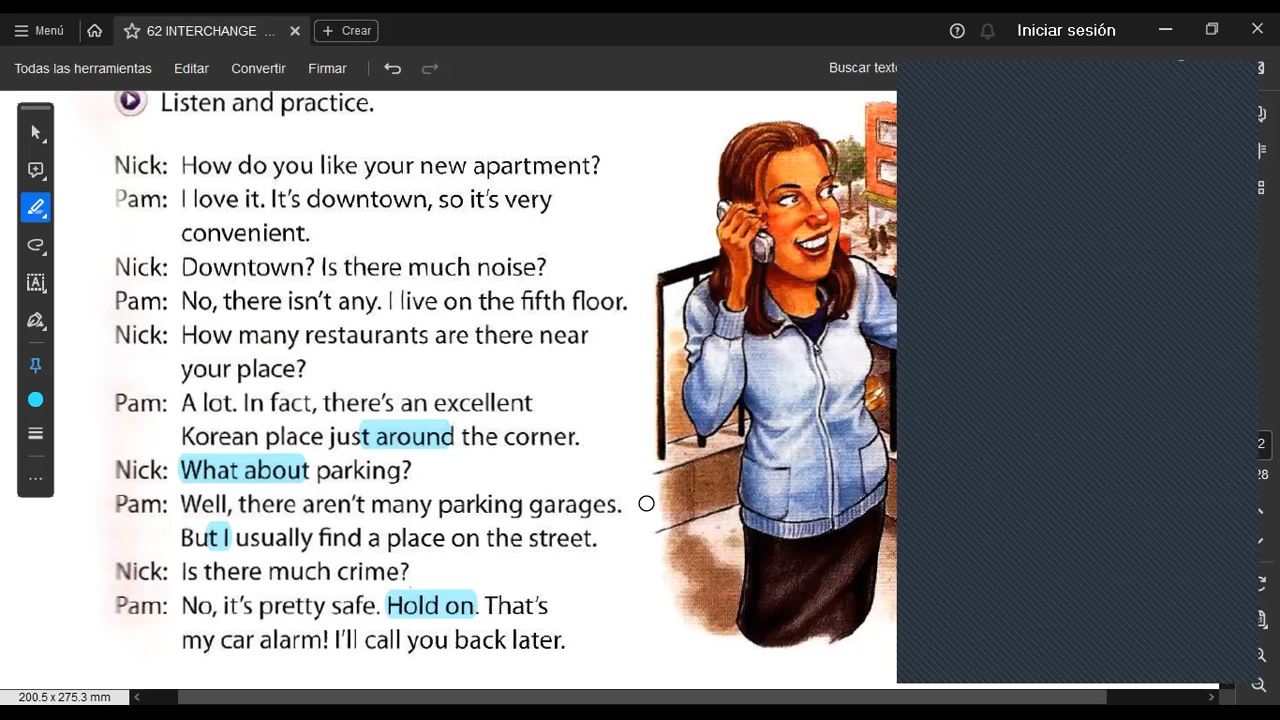 Menú
62 INTERCHANGE ...
Crear
Iniciar sesión
Todas las herramientas
Editar
Convertir
Firmar
Buscar texto
Listen and practice.
Nick: How do you like your new apartment?
Pam: I love it. It's downtown, so it's very
convenient.
Nick: Downtown? Is there much noise?
Pam: No, there isn't any. I live on the fifth floor.
Nick: How many restaurants are there near
your place?
Pam: A lot. In fact, there's an excellent
Korean place just around the corner.
Nick: What about parking?
Pam: Well, there aren't many parking garages.
But I usually find a place on the street.
Nick: Is there much crime?
Pam: No, it's pretty safe. Hold on. That's
my car alarm! I'll call you back later.
2
28
200.5 x 275.3 mm